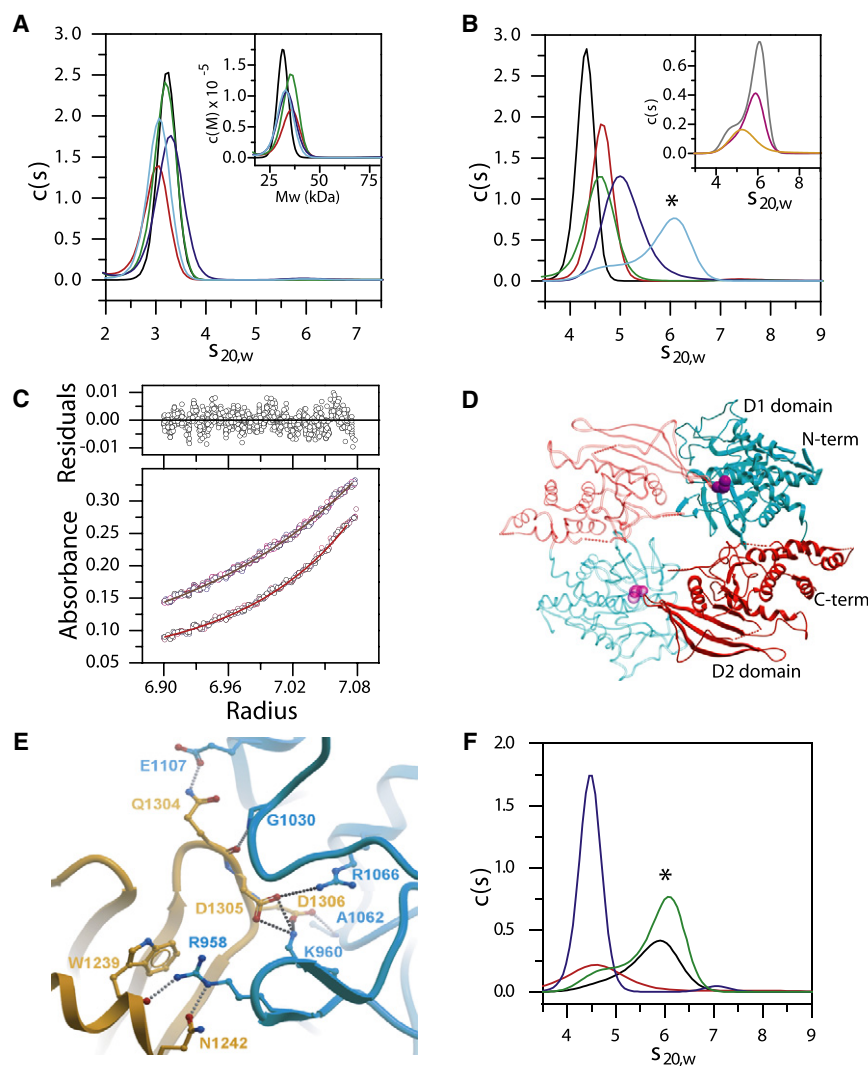 A
3.0
2.5
2.0
1.5
1.0
0.5
0.0
c(s)
2 3 4 5 6 7
s20,w
c(M) x 10 -5
1.5
1.0
0.5
0.0
25 50 75
Mw (kDa)
B
3.0
2.5
2.0
1.5
1.0
0.5
0.0
c(s)
*
4 5 6 7 8 9
s20,w
c(s)
0.6
0.4
0.2
0.0
4 6 8
s20,w
C
Residuals
0.01
0.00
-0.01
Absorbance
0.30
0.25
0.20
0.15
0.10
0.05
6.90 6.96 7.02 7.08
Radius
D
D1 domain
N-term
C-term
D2 domain
E
E1107
Q1304
G1030
R1066
D1305
D1306
A1062
R958
K960
W1239
N1242
F
2.0
1.5
1.0
0.5
0.0
c(s)
*
4 5 6 7 8 9
s20,w